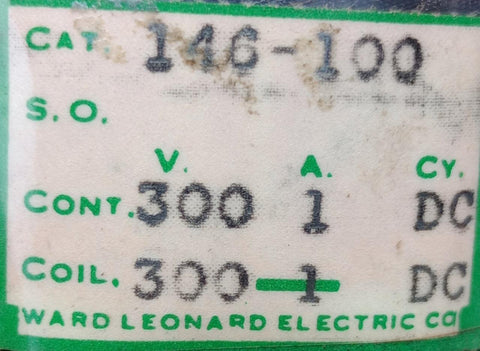 CAT. 146-100
S.O.
V. A. CY.
CONT. 300 1 DC
COIL. 300 1 DC
WARD LEONARD ELECTRIC CO